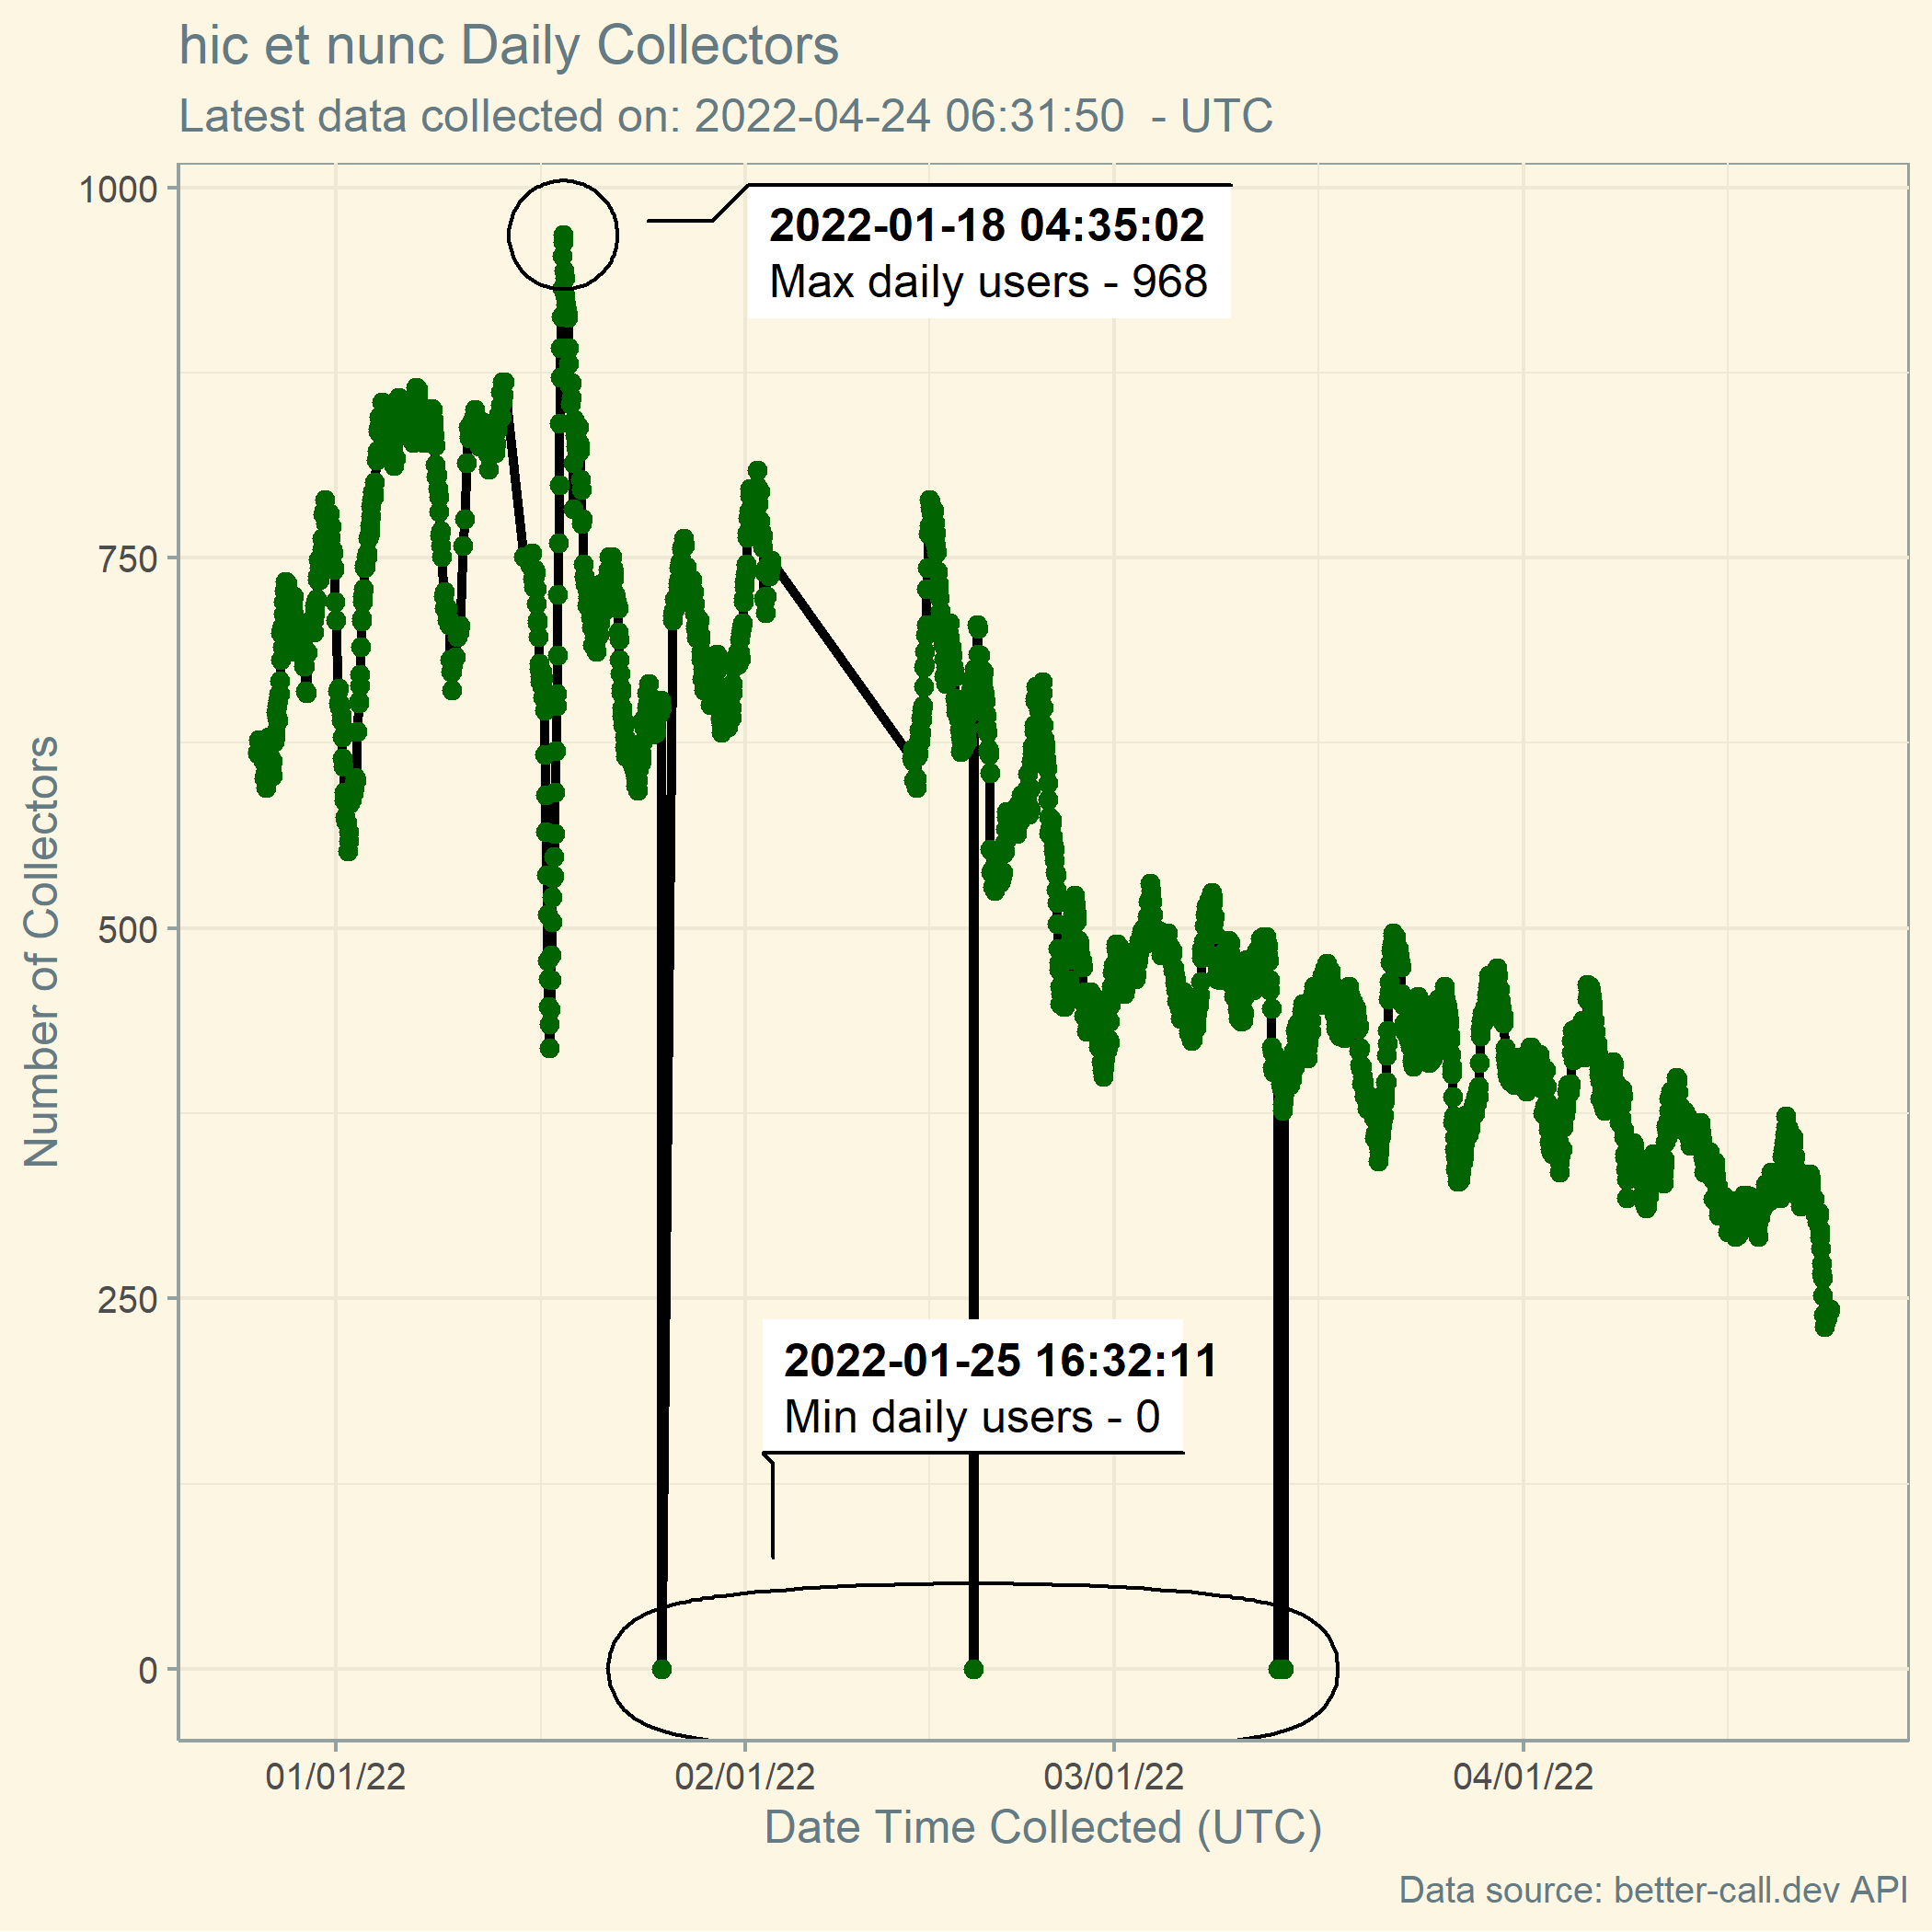 hic et nunc Daily Collectors
Latest data collected on: 2022-04-24 06:31:50  - UTC
1000
750
500
250
0
Number of Collectors
2022-01-18 04:35:02
Max daily users - 968
2022-01-25 16:32:11
Min daily users - 0
01/01/22
02/01/22
03/01/22
04/01/22
Date Time Collected (UTC)
Data source: better-call.dev API